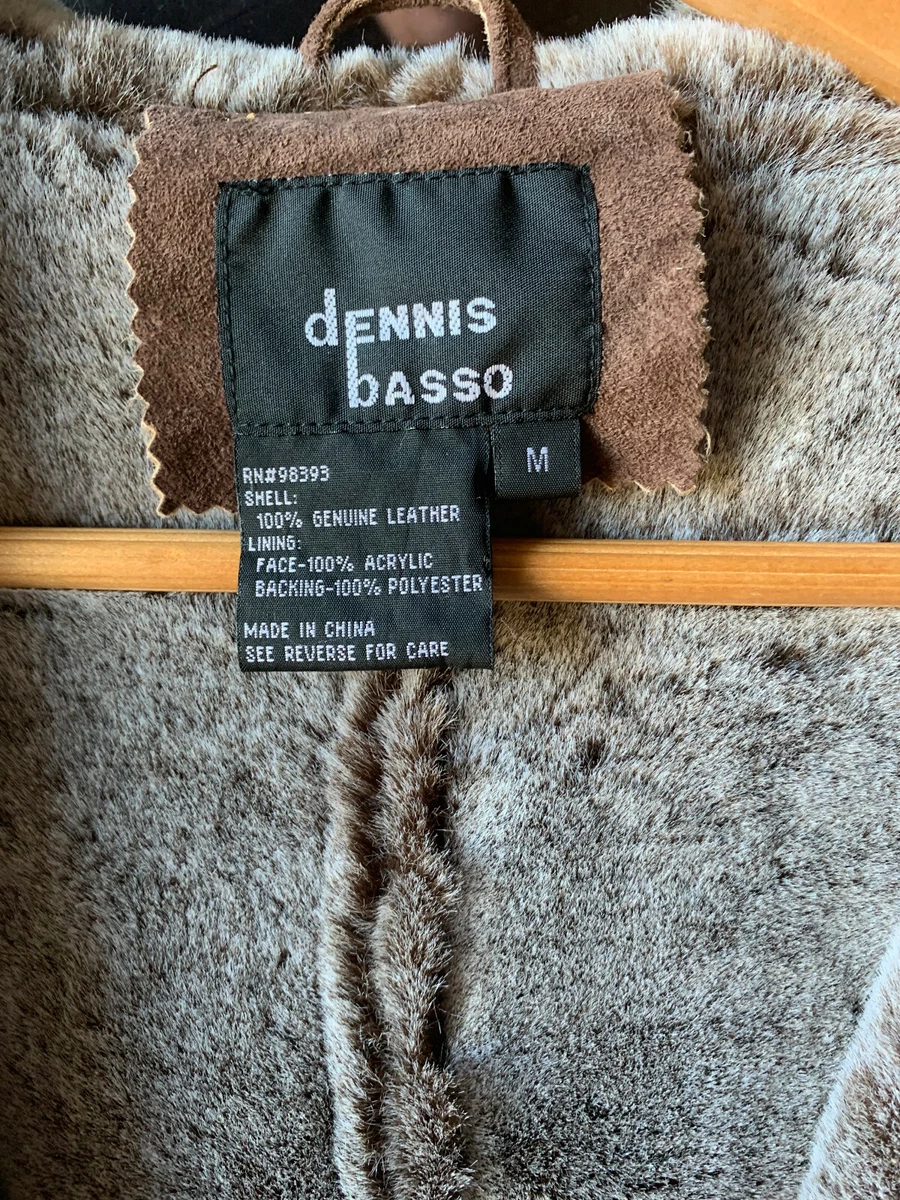 dENNIS
bASSO
M
RN#98393
SHELL:
100% GENUINE LEATHER
LINING:
FACE-100% ACRYLIC
BACKING-100% POLYESTER
MADE IN CHINA
SEE REVERSE FOR CARE